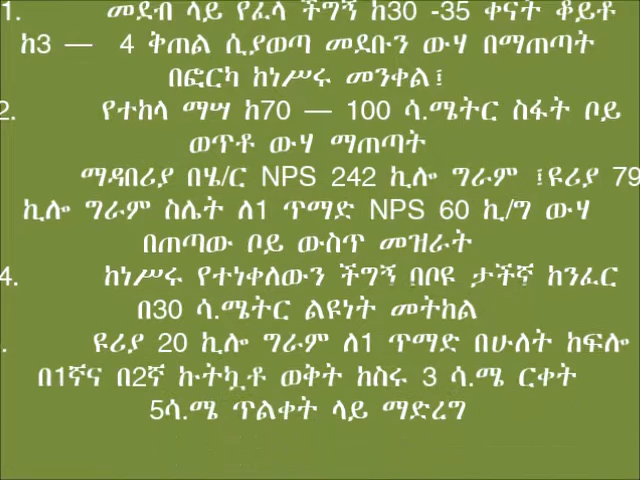 1. መደብ ላይ የፈላ ችግኝ ከ30 -35 ቀናት ቆይቶ
ከ3 — 4 ቅጠል ሲያወጣ መደቡን ውሃ በማጠጣት
በፎርካ ከነሥሩ መንቀል፤
2. የተከላ ማሣ ከ70 — 100 ሳ.ሜትር ስፋት ቦይ
ወጥቶ ውሃ ማጠጣት
ማዳበሪያ በሄ/ር NPS 242 ኪሎ ግራም ፤ዩሪያ 79
ኪሎ ግራም ስሌት ለ1 ጥማድ NPS 60 ኪ/ግ ውሃ
በጠጣው ቦይ ውስጥ መዝራት
4. ከነሥሩ የተነቀለውን ችግኝ በቦዩ ታችኛ ከንፈር
በ30 ሳ.ሜትር ልዩነት መትከል
. ዩሪያ 20 ኪሎ ግራም ለ1 ጥማድ በሁለት ከፍሎ
በ1ኛና በ2ኛ ኩትኳቶ ወቅት ከስሩ 3 ሳ.ሜ ርቀት
5ሳ.ሜ ጥልቀት ላይ ማድረግ